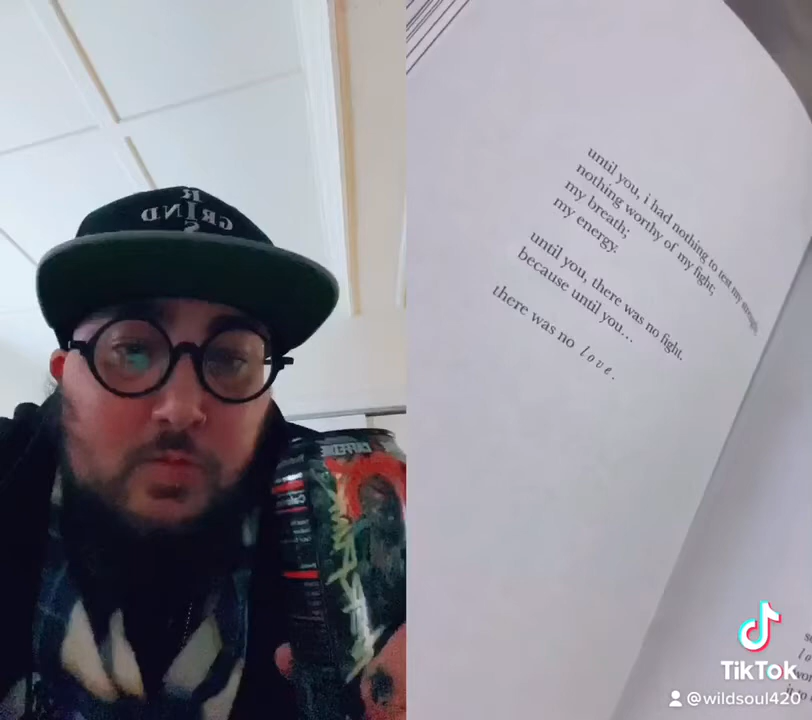 R
GRIND
S
CAFFEINE
until you, i had nothing to test my strength,
nothing worthy of my fight;
my breath;
my energy.
until you, there was no fight.
because until you...
there was no love.
TikTok
@wildsoul420